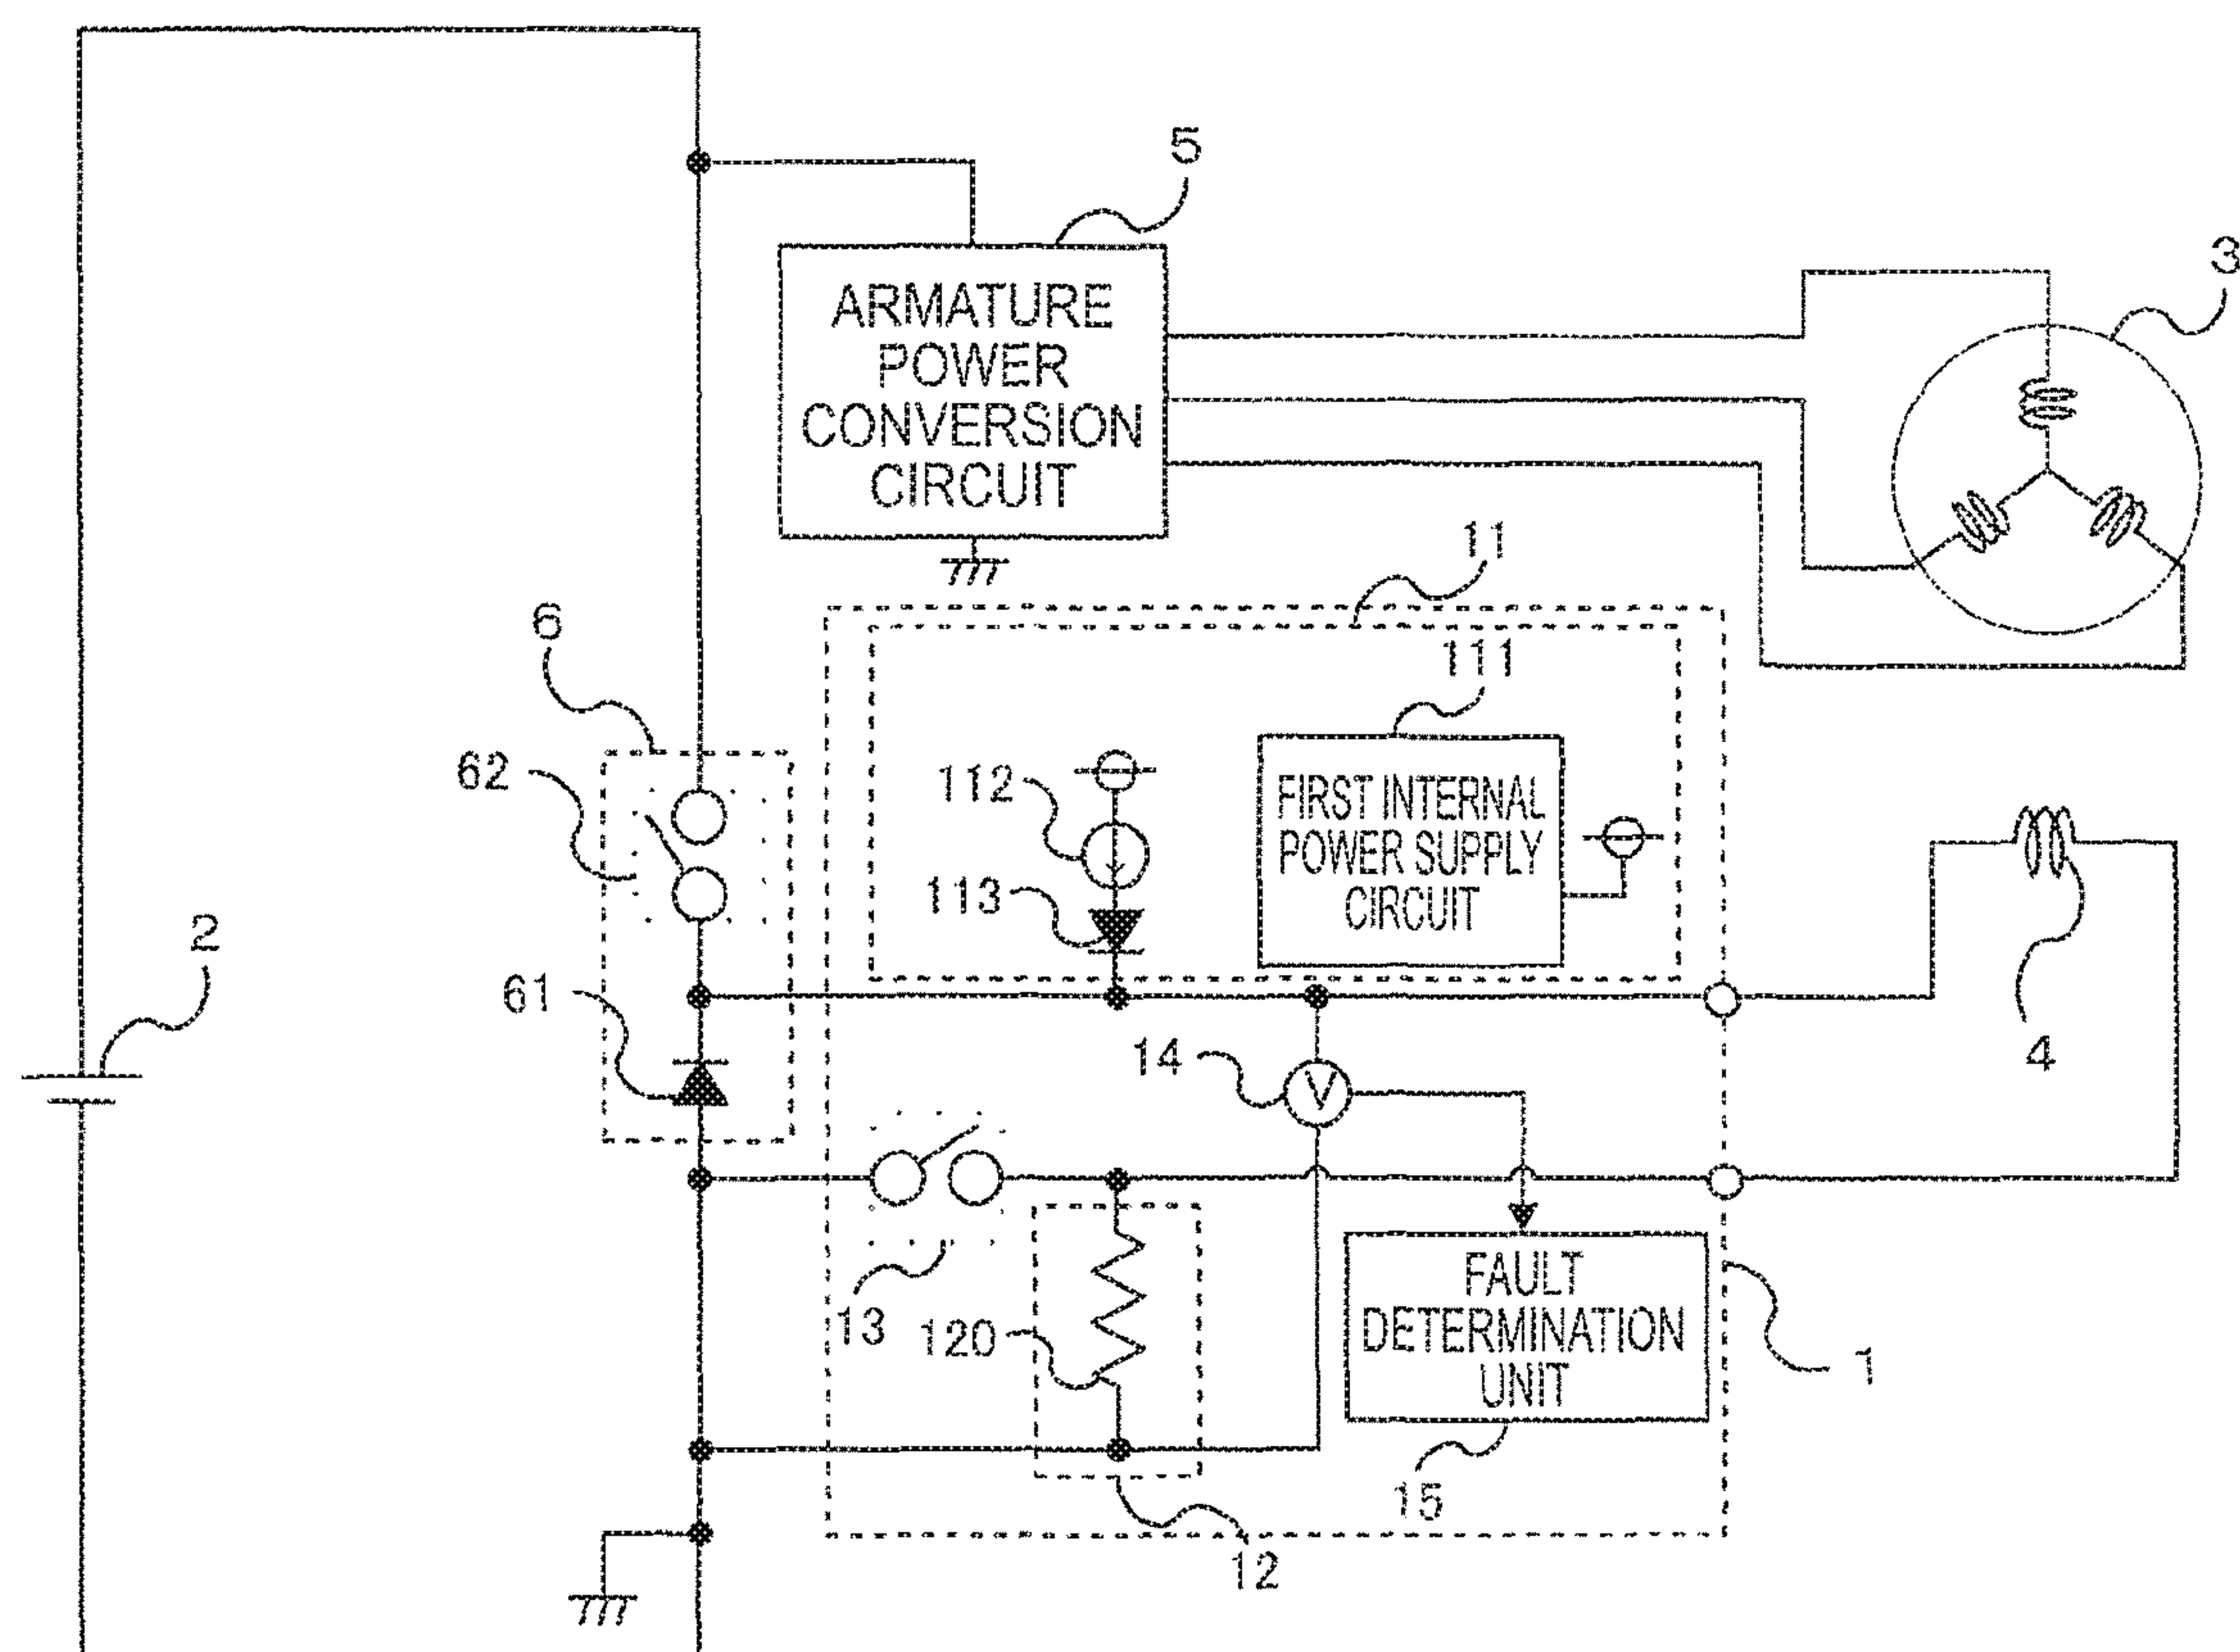 5
ARMATURE
POWER
CONVERSION
CIRCUIT
3
11
6
111
62
112
FIRST INTERNAL
POWER SUPPLY
CIRCUIT
113
2
61
14
V
4
13
120
FAULT
DETERMINATION
UNIT
1
15
12